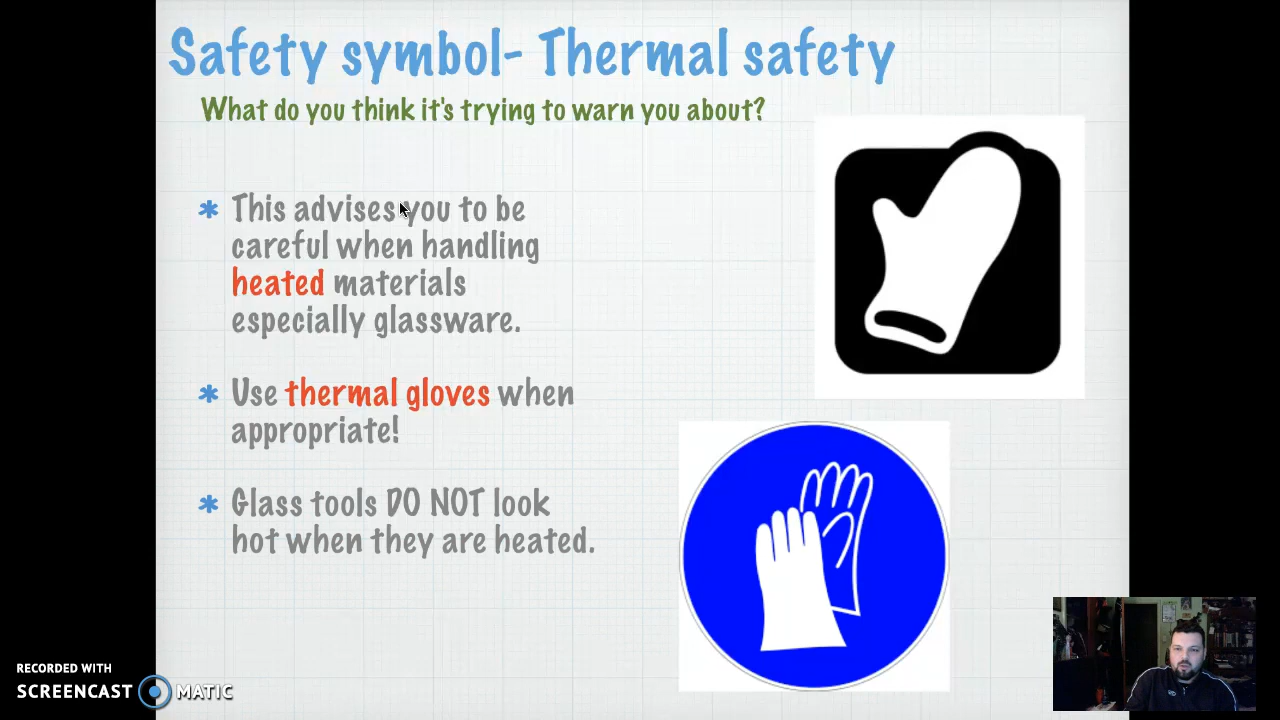 Safety symbol- Thermal safety
What do you think it's trying to warn you about?
* This advises you to be
careful when handling
heated materials
especially glassware.
* Use thermal gloves when
appropriate!
* Glass tools DO NOT look
hot when they are heated.
RECORDED WITH
SCREENCAST MATIC